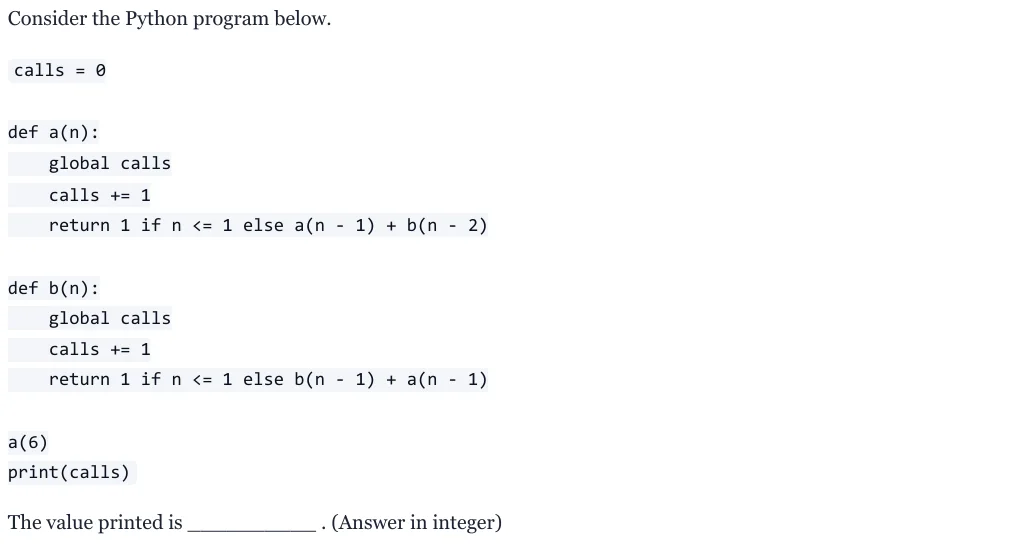 Consider the Python program below.
calls = 0
def a(n):
    global calls
    calls += 1
    return 1 if n <= 1 else a(n - 1) + b(n - 2)
def b(n):
    global calls
    calls += 1
    return 1 if n <= 1 else b(n - 1) + a(n - 1)
a(6)
print(calls)
The value printed is ____________ . (Answer in integer)